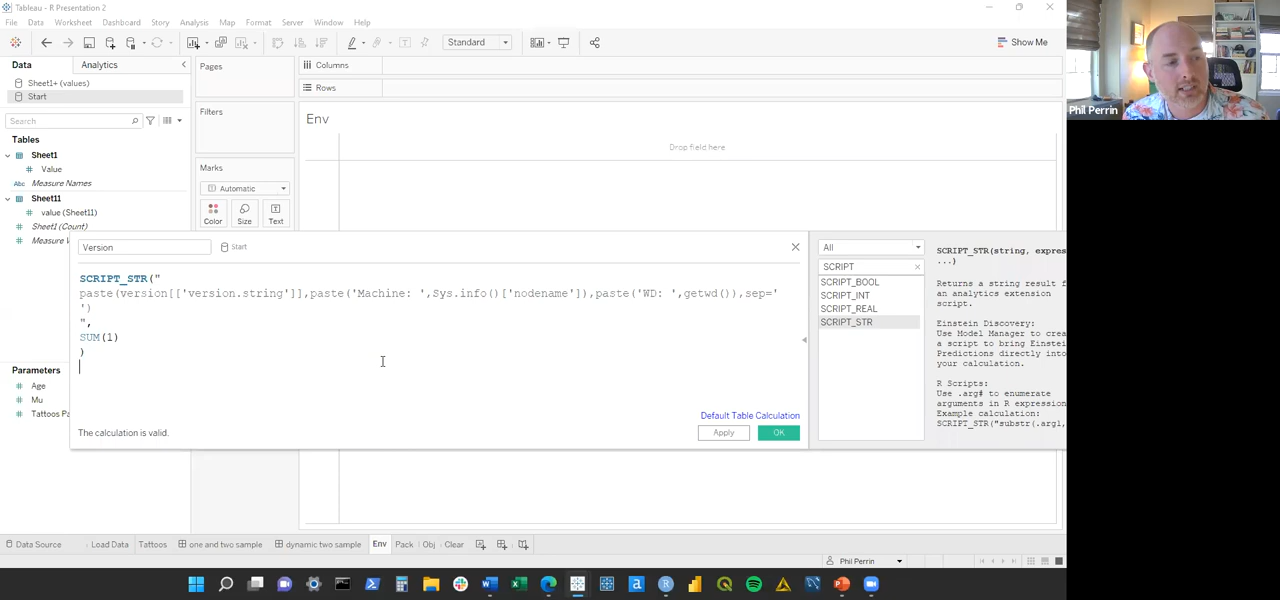 Tableau - R Presentation 2
File Data Worksheet Dashboard Story Analysis Map Format Server Window Help
Standard
Show Me
Data Analytics
Pages
Columns
Rows
Sheet1+ (values)
Start
Filters
Env
Search
Tables
Drop field here
Sheet1
Value
Marks
Abc Measure Names
Automatic
Sheet11
value (Sheet11)
Color Size Text
Sheet1 (Count)
Measure V
Version
Start
All
SCRIPT
SCRIPT_BOOL
SCRIPT_INT
SCRIPT_REAL
SCRIPT_STR
SCRIPT_STR("
paste(version[['version.string']],paste('Machine: ',Sys.info()['nodename']),paste('WD: ',getwd()),sep='
')
",
SUM(1)
)
SCRIPT_STR(string, expres
...)
Returns a string result f
an analytics extension
script.
Einstein Discovery:
Use Model Manager to crea
a script to bring Einstei
Predictions directly into
your calculation.
R Scripts:
Use .arg# to enumerate
arguments in R expression
Example calculation:
SCRIPT_STR("substr(.arg1,
Parameters
Age
Mu
Tattoos Pa
Default Table Calculation
The calculation is valid.
Apply OK
Data Source Load Data Tattoos one and two sample dynamic two sample Env Pack Obj Clear
Phil Perrin
Phil Perrin